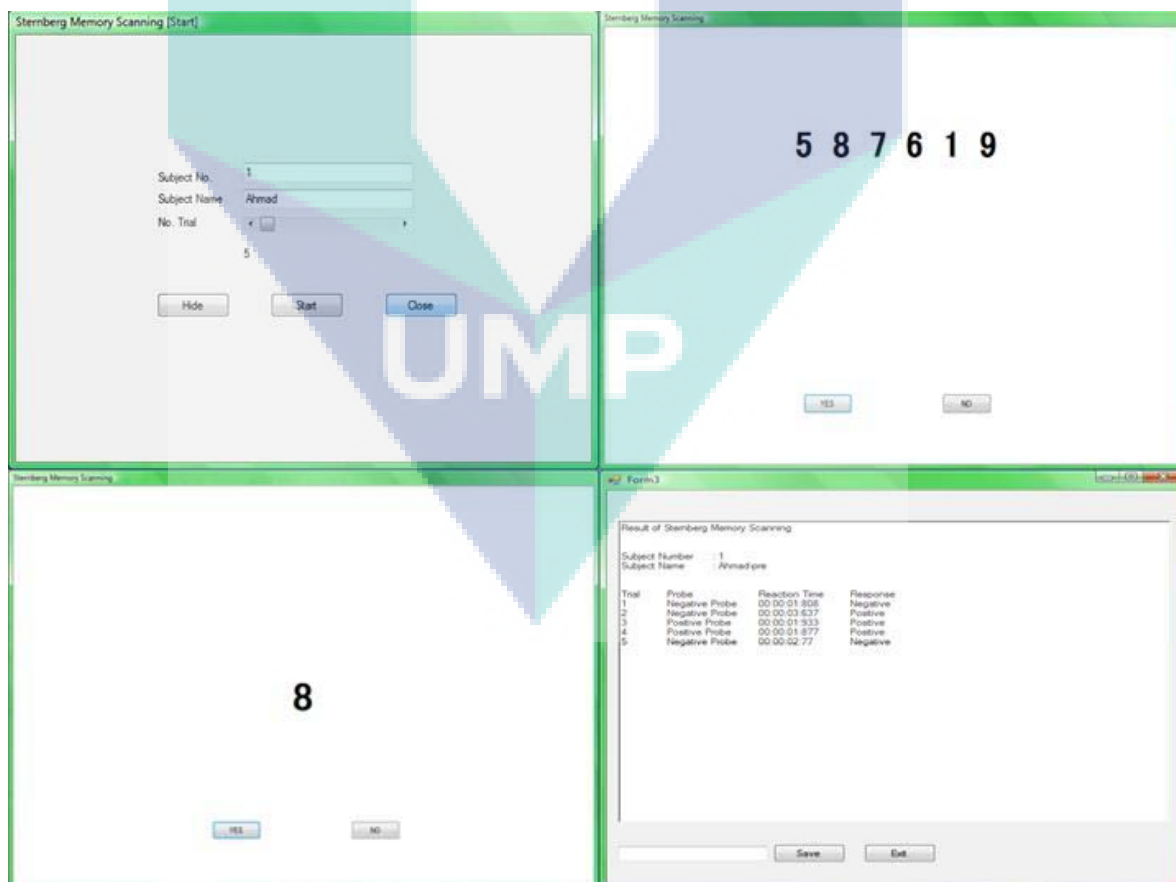 Sternberg Memory Scanning [Start]
Subject No. 1
Subject Name Ahmad
No. Trial
5
Hide Start Close
Sternberg Memory Scanning
5 8 7 6 1 9
YES NO
UMP
Sternberg Memory Scanning
8
YES NO
Form3
Result of Sternberg Memory Scanning
Subject Number : 1
Subject Name : Ahmad-pre
Trial Probe Reaction Time Response
1 Negative Probe 00:00:01:808 Negative
2 Negative Probe 00:00:03:637 Positive
3 Positive Probe 00:00:01:933 Positive
4 Positive Probe 00:00:01:877 Positive
5 Negative Probe 00:00:02:77 Negative
Save Exit